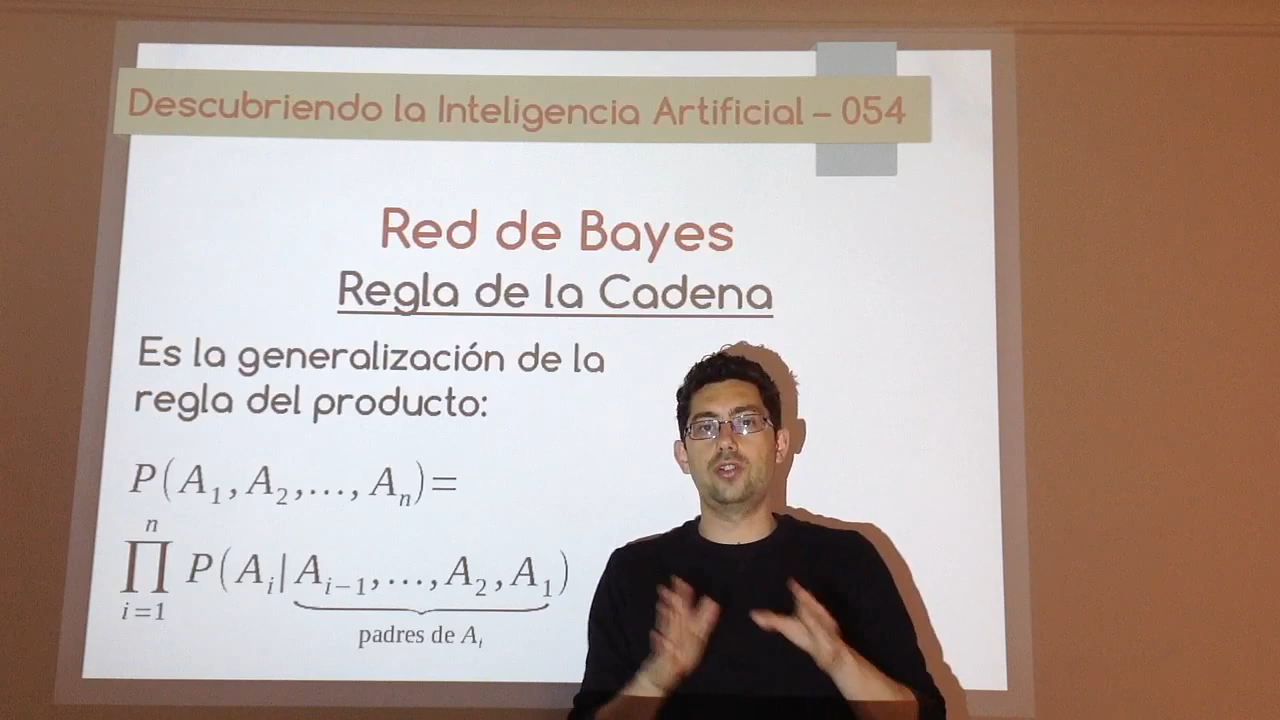 Descubriendo la Inteligencia Artificial – 054
Red de Bayes
Regla de la Cadena
Es la generalización de la
regla del producto:
P(A₁, A₂, ..., Aₙ)=
∏ⁿᵢ₌₁ P(Aᵢ|Aᵢ₋₁, ..., A₂, A₁)
padres de Aᵢ